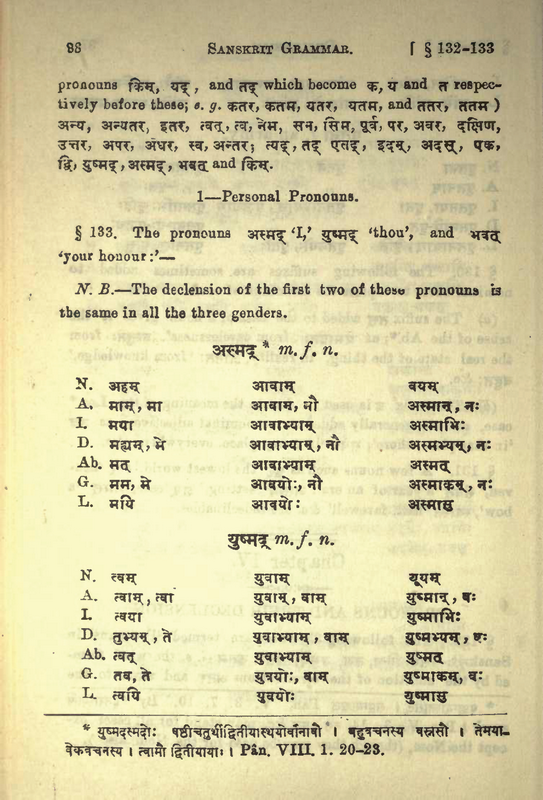 98 SANSKRIT GRAMMAR. [ § 132-133
pronouns किम्, यद्, and तद् which become क, य and त respec-
tively before these; e. g. कतर, कतम, यतर, यतम, and ततर, ततम )
अन्य, अन्यतर, इतर, त्वत्, त्व, नेम, सन, सिम, पूर्व, पर, अवर, दक्षिण,
उत्तर, अपर, अधर, स्व, अन्तर; त्यद्, तद् एतद्, इदम्, अदस्, एक,
द्वि, युष्मद्, अस्मद्, भवत् and किम्.
1—Personal Pronouns.
§ 133. The pronouns अस्मद् 'I,' युष्मद् 'thou', and भवत्
'your honour:'—
N. B.—The declension of the first two of these pronouns is
the same in all the three genders.
अस्मद् * m. f. n.
N. अहम् आवाम् वयम्
A. माम्, मा आवाम्, नौ अस्मान्, नः
I. मया आवाभ्याम् अस्माभिः
D. मह्यम्, मे आवाभ्याम्, नौ अस्मभ्यम्, नः
Ab. मत् आवाभ्याम् अस्मत्
G. मम, मे आवयोः, नौ अस्माकम्, नः
L. मयि आवयोः अस्मासु
युष्मद् m. f. n.
N. त्वम् युवाम् यूयम्
A. त्वाम्, त्वा युवाम्, वाम् युष्मान्, वः
I. त्वया युवाभ्याम् युष्माभिः
D. तुभ्यम्, ते युवाभ्याम्, वाम् युष्मभ्यम्, वः
Ab. त्वत् युवाभ्याम् युष्मत्
G. तव, ते युवयोः, वाम् युष्माकम्, वः
L. त्वयि युवयोः युष्मासु
* युष्मदस्मदोः षष्ठीचतुर्थीद्वितीयास्थयोर्वांनावौ । बहुवचनस्य वस्नसौ । तेमया-
वेकवचनस्य । त्वामौ द्वितीयायाः । Pân. VIII. 1. 20-23.